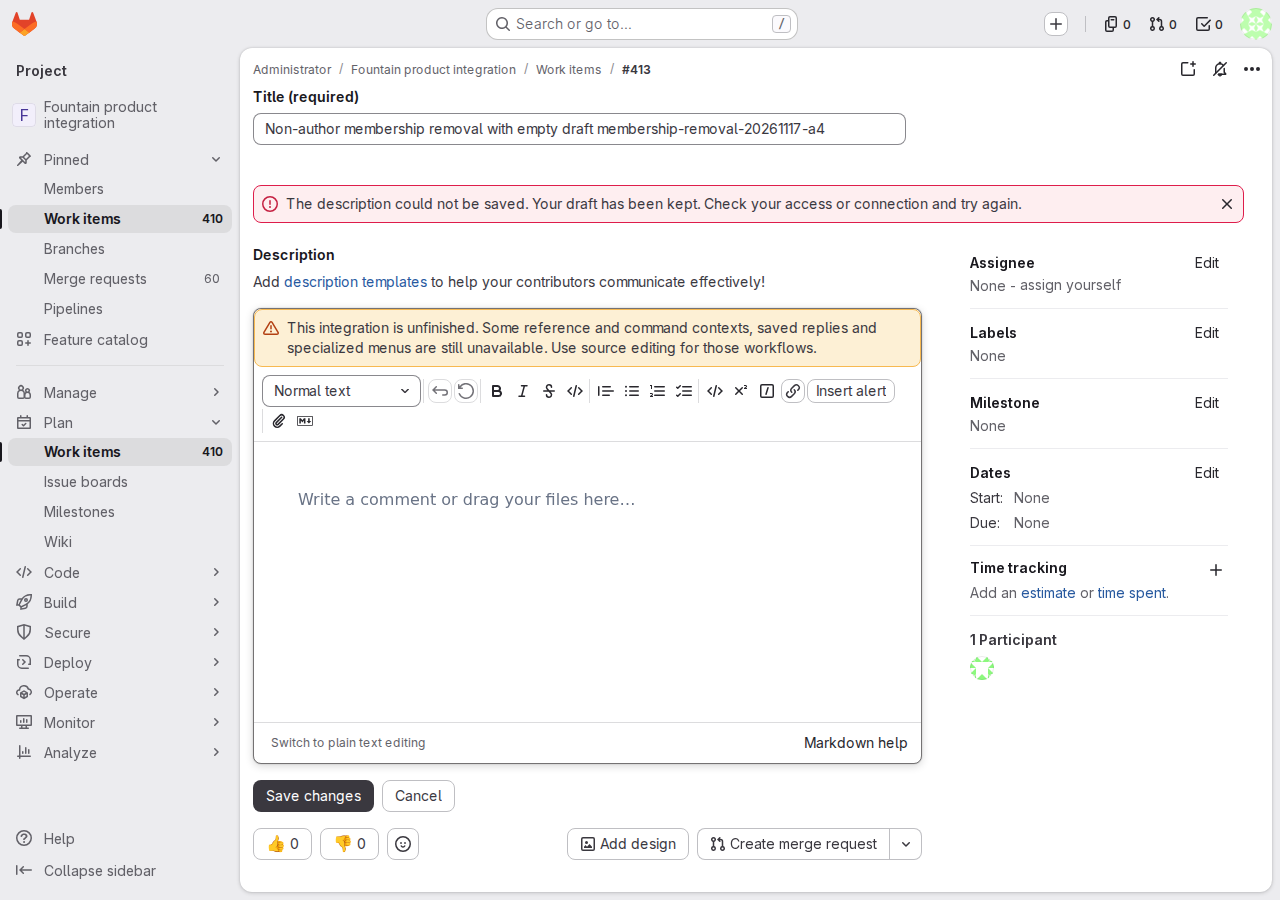 Search or go to...
/
0
0
0
Project
F
Fountain product
integration
Pinned
Members
Work items
410
Branches
Merge requests
60
Pipelines
Feature catalog
Manage
Plan
Work items
410
Issue boards
Milestones
Wiki
Code
Build
Secure
Deploy
Operate
Monitor
Analyze
Help
Collapse sidebar
Administrator / Fountain product integration / Work items / #413
Title (required)
Non-author membership removal with empty draft membership-removal-20261117-a4
The description could not be saved. Your draft has been kept. Check your access or connection and try again.
Description
Add description templates to help your contributors communicate effectively!
This integration is unfinished. Some reference and command contexts, saved replies and
specialized menus are still unavailable. Use source editing for those workflows.
Normal text
Insert alert
Write a comment or drag your files here...
Switch to plain text editing
Markdown help
Save changes
Cancel
0
0
Add design
Create merge request
Assignee
Edit
None - assign yourself
Labels
Edit
None
Milestone
Edit
None
Dates
Edit
Start: None
Due: None
Time tracking
Add an estimate or time spent.
1 Participant